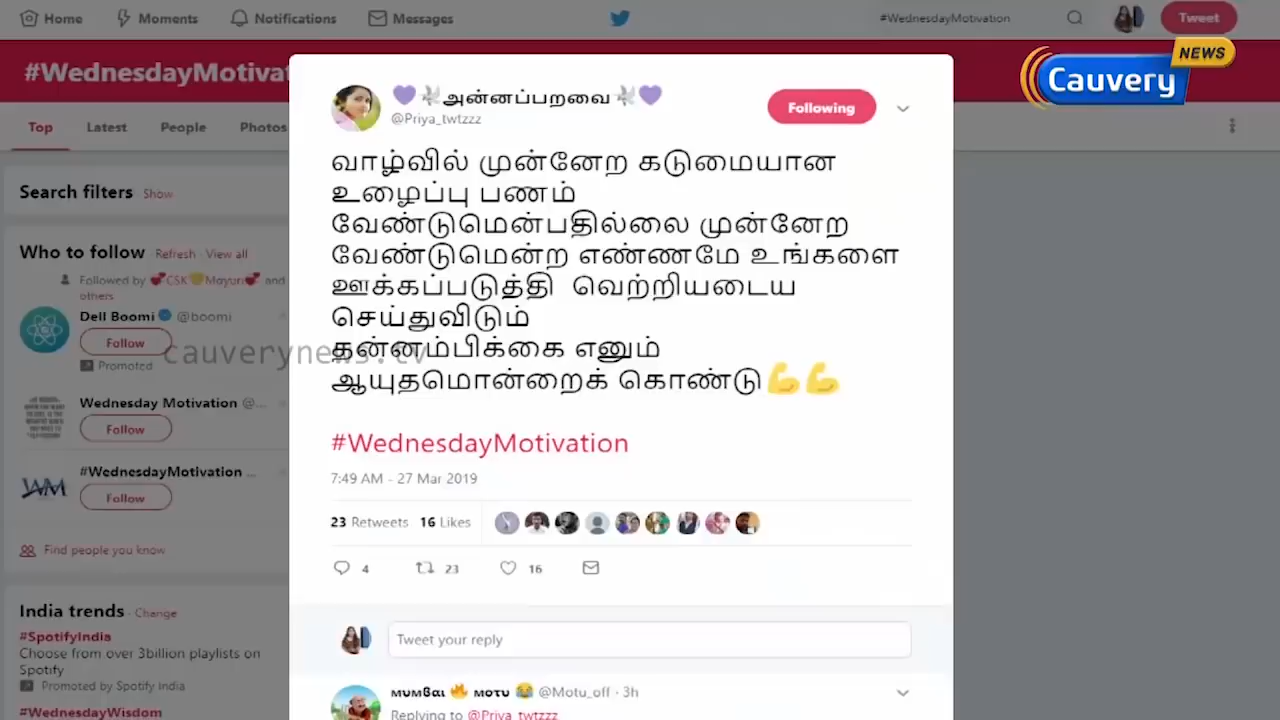 Home Moments Notifications Messages #WednesdayMotivation Tweet
NEWS
Cauvery
#WednesdayMotivat
Top Latest People Photos
Search filters Show
Who to follow · Refresh · View all
Followed by 💕CSK💛Mayuri💕 and
others
Dell Boomi @boomi
Follow
Promoted
Wednesday Motivation @...
Follow
#WednesdayMotivation ...
Follow
Find people you know
India trends · Change
#SpotifyIndia
Choose from over 3billion playlists on
Spotify
Promoted by Spotify India
#WednesdayWisdom
💜🕊அன்னப்பறவை🕊💜
@Priya_twtzzz
Following
வாழ்வில் முன்னேற கடுமையான
உழைப்பு பணம்
வேண்டுமென்பதில்லை முன்னேற
வேண்டுமென்ற எண்ணமே உங்களை
ஊக்கப்படுத்தி வெற்றியடைய
செய்துவிடும்
தன்னம்பிக்கை எனும்
ஆயுதமொன்றைக் கொண்டு💪💪
#WednesdayMotivation
7:49 AM - 27 Mar 2019
23 Retweets 16 Likes
4 23 16
Tweet your reply
мυмвαι 🔥 мοтυ 😂 @Motu_off · 3h
Replying to @Priya_twtzzz
cauverynews.tv